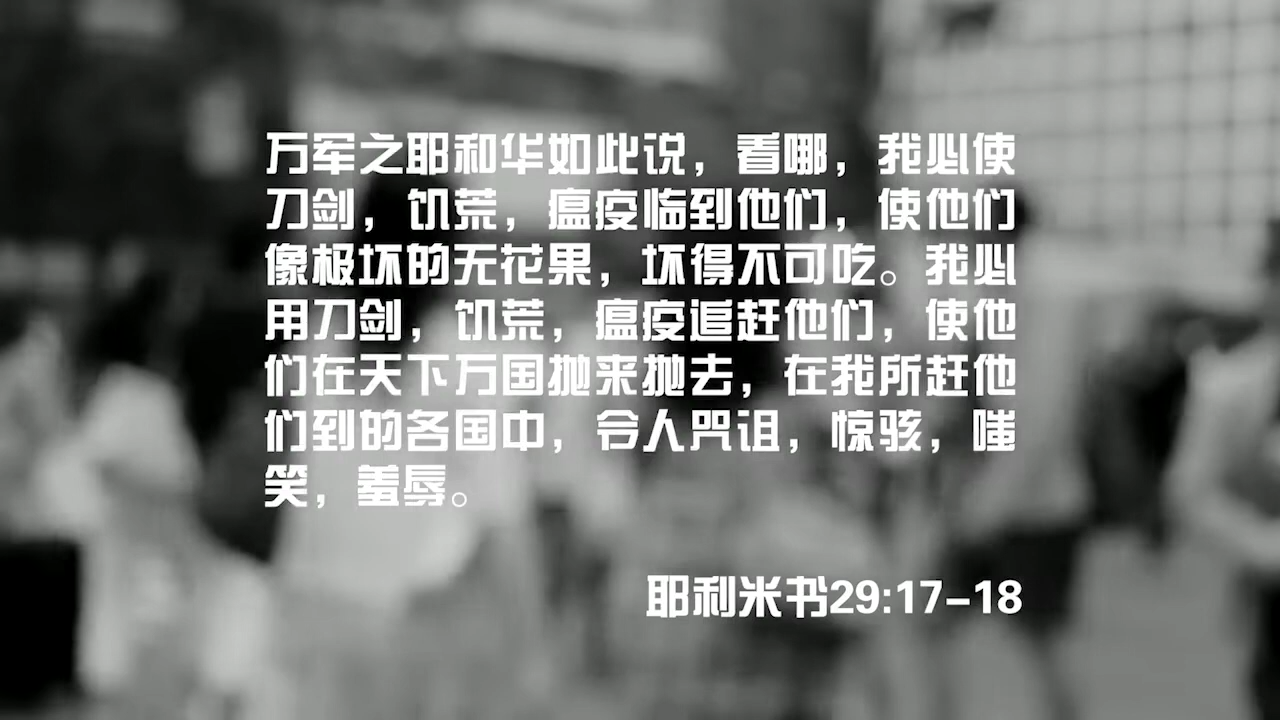 万军之耶和华如此说，看哪，我必使
刀剑，饥荒，瘟疫临到他们，使他们
像极坏的无花果，坏得不可吃。我必
用刀剑，饥荒，瘟疫追赶他们，使他
们在天下万国抛来抛去，在我所赶他
们到的各国中，令人咒诅，惊骇，嗤
笑，羞辱。
耶利米书29:17-18